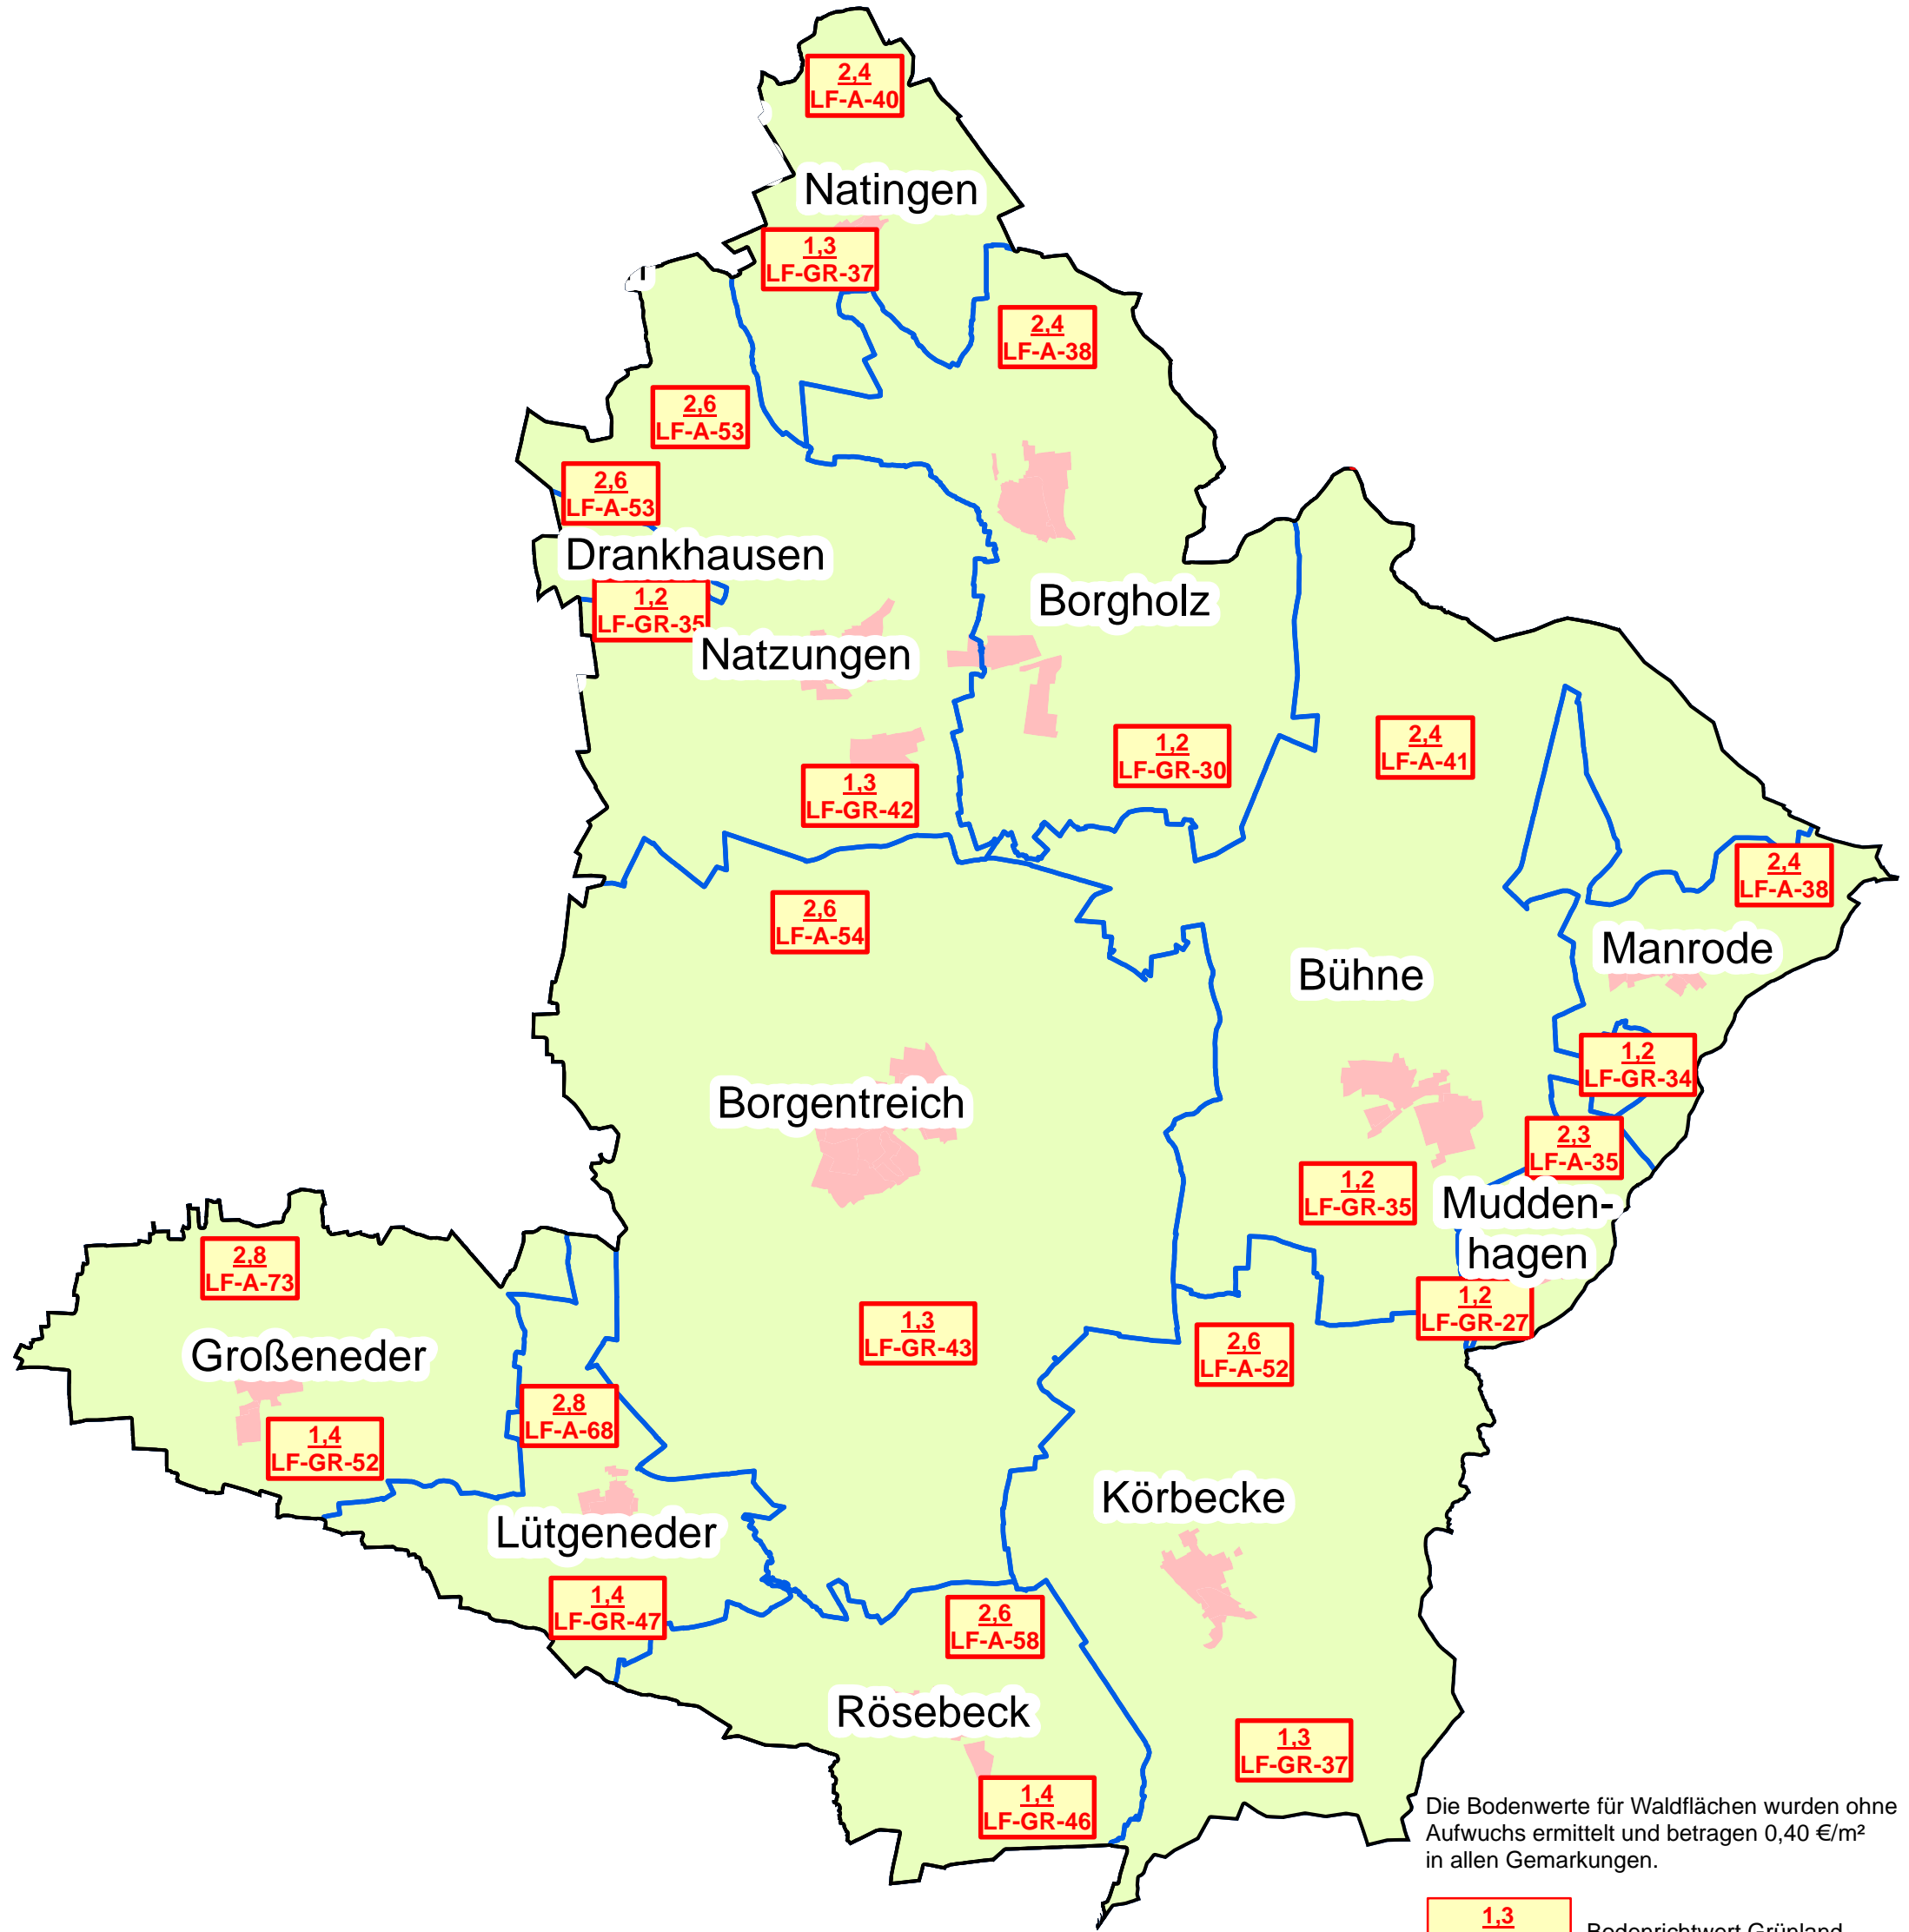 2,4
LF-A-40
Natingen
1,3
LF-GR-37
2,4
LF-A-38
2,6
LF-A-53
2,6
LF-A-53
Drankhausen
1,2
LF-GR-35
Borgholz
Natzungen
1,2
LF-GR-30
2,4
LF-A-41
1,3
LF-GR-42
2,4
LF-A-38
2,6
LF-A-54
Manrode
Bühne
1,2
LF-GR-34
Borgentreich
2,3
LF-A-35
1,2
LF-GR-35
Mudden-
hagen
2,8
LF-A-73
1,2
LF-GR-27
1,3
LF-GR-43
2,6
LF-A-52
Großeneder
2,8
LF-A-68
1,4
LF-GR-52
Körbecke
Lütgeneder
1,4
LF-GR-47
2,6
LF-A-58
Rösebeck
1,3
LF-GR-37
1,4
LF-GR-46
Die Bodenwerte für Waldflächen wurden ohne
Aufwuchs ermittelt und betragen 0,40 €/m²
in allen Gemarkungen.
1,3
Bodenrichtwert Grünland